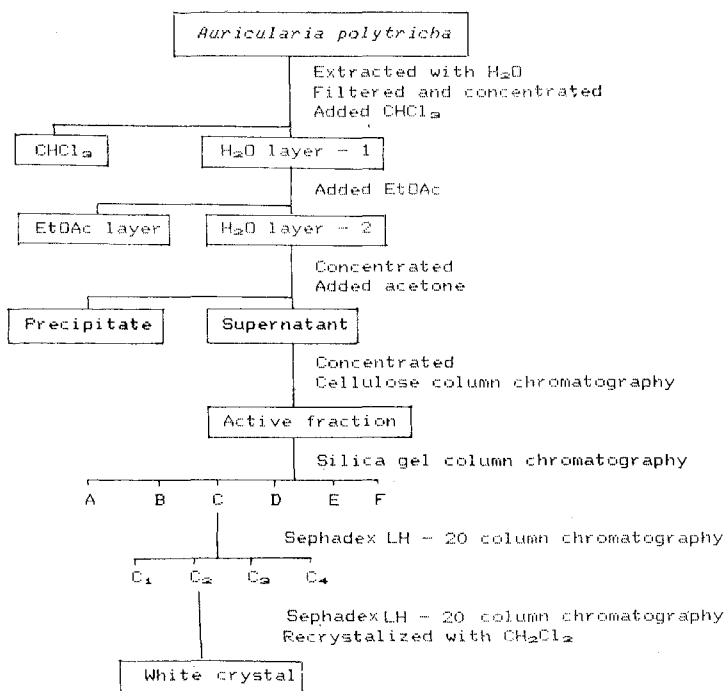 Auricularia polytricha
Extracted with H₂O
Filtered and concentrated
Added CHCl₃
CHCl₃
H₂O layer - 1
Added EtOAc
EtOAc layer
H₂O layer - 2
Concentrated
Added acetone
Precipitate
Supernatant
Concentrated
Cellulose column chromatography
Active fraction
Silica gel column chromatography
A B C D E F
Sephadex LH - 20 column chromatography
C₁ C₂ C₃ C₄
Sephadex LH - 20 column chromatography
Recrystalized with CH₂Cl₂
White crystal